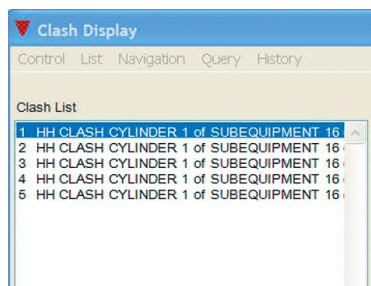 Clash Display
Control List Navigation Query History
Clash List
1 HH CLASH CYLINDER 1 of SUBEQUIPMENT 16
2 HH CLASH CYLINDER 1 of SUBEQUIPMENT 16
3 HH CLASH CYLINDER 1 of SUBEQUIPMENT 16
4 HH CLASH CYLINDER 1 of SUBEQUIPMENT 16
5 HH CLASH CYLINDER 1 of SUBEQUIPMENT 16